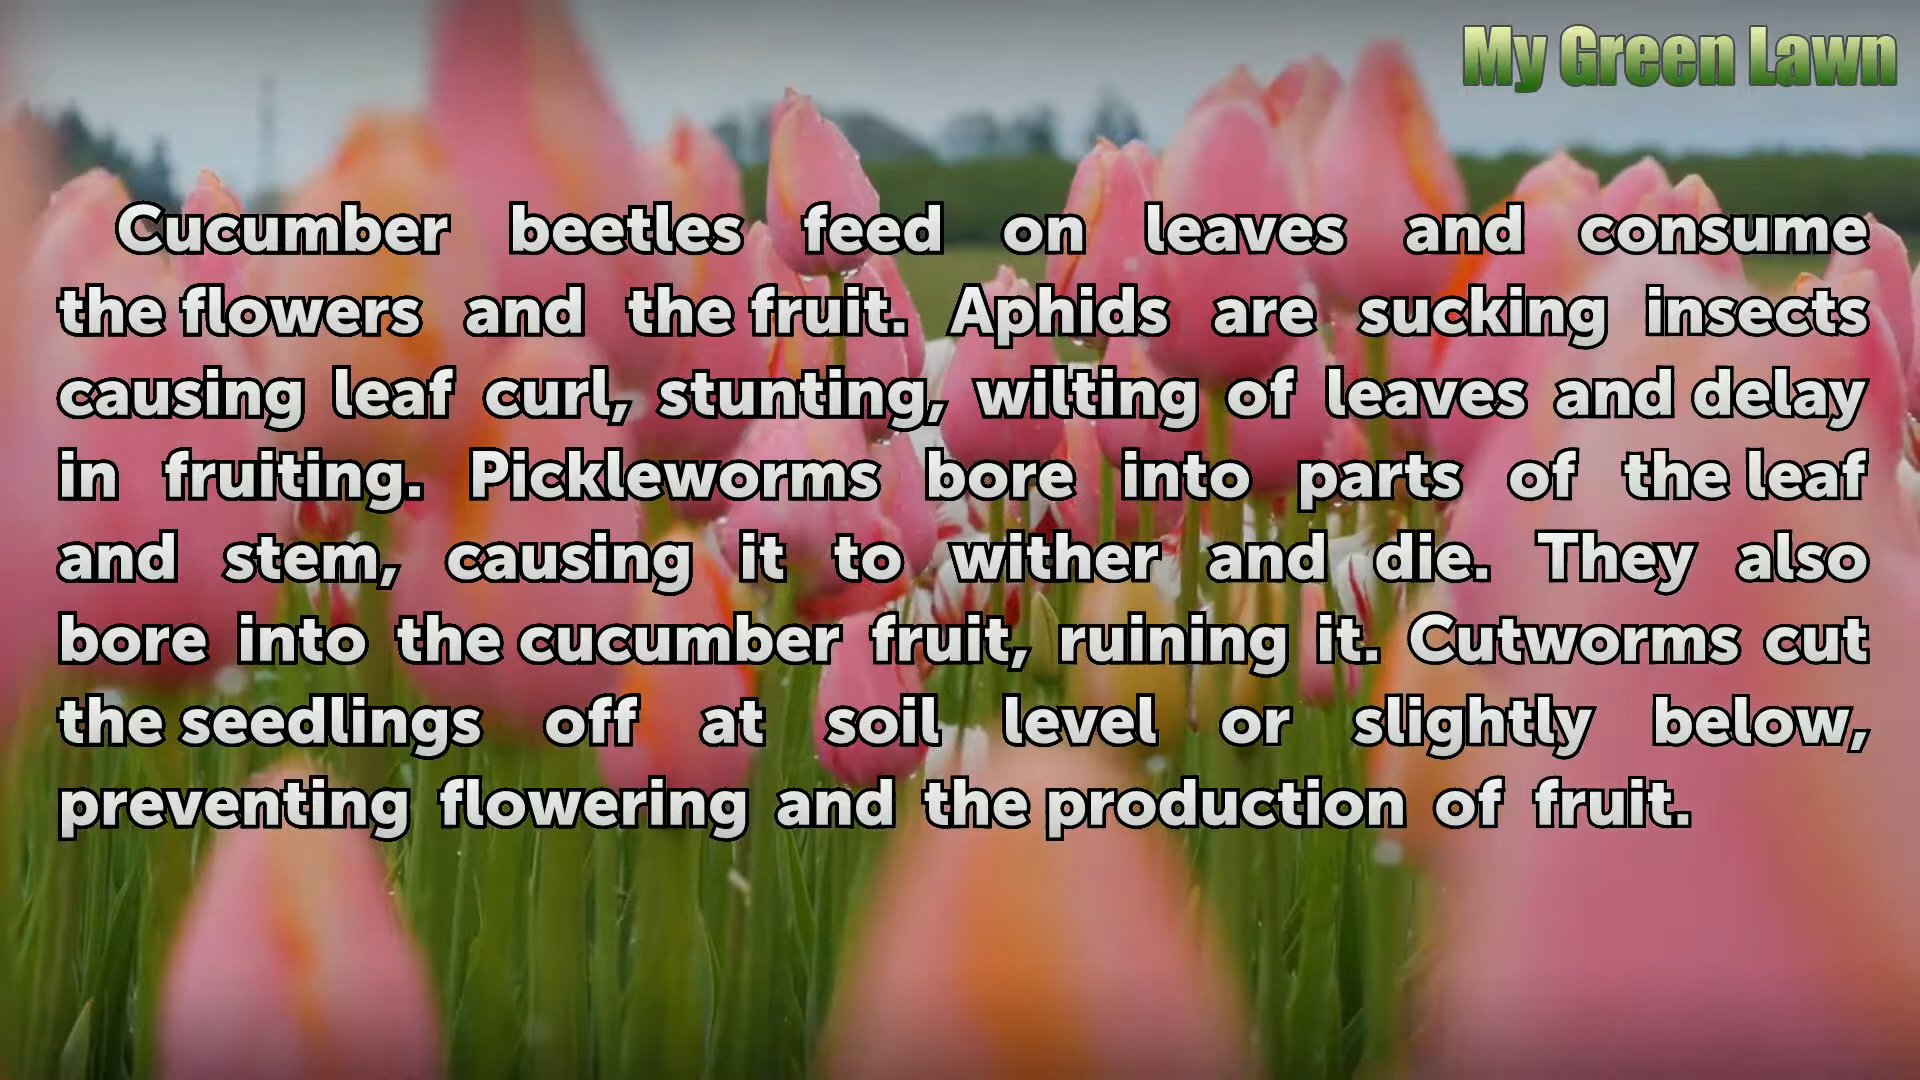 My Green Lawn
Cucumber beetles feed on leaves and consume
the flowers and the fruit. Aphids are sucking insects
causing leaf curl, stunting, wilting of leaves and delay
in fruiting. Pickleworms bore into parts of the leaf
and stem, causing it to wither and die. They also
bore into the cucumber fruit, ruining it. Cutworms cut
the seedlings off at soil level or slightly below,
preventing flowering and the production of fruit.